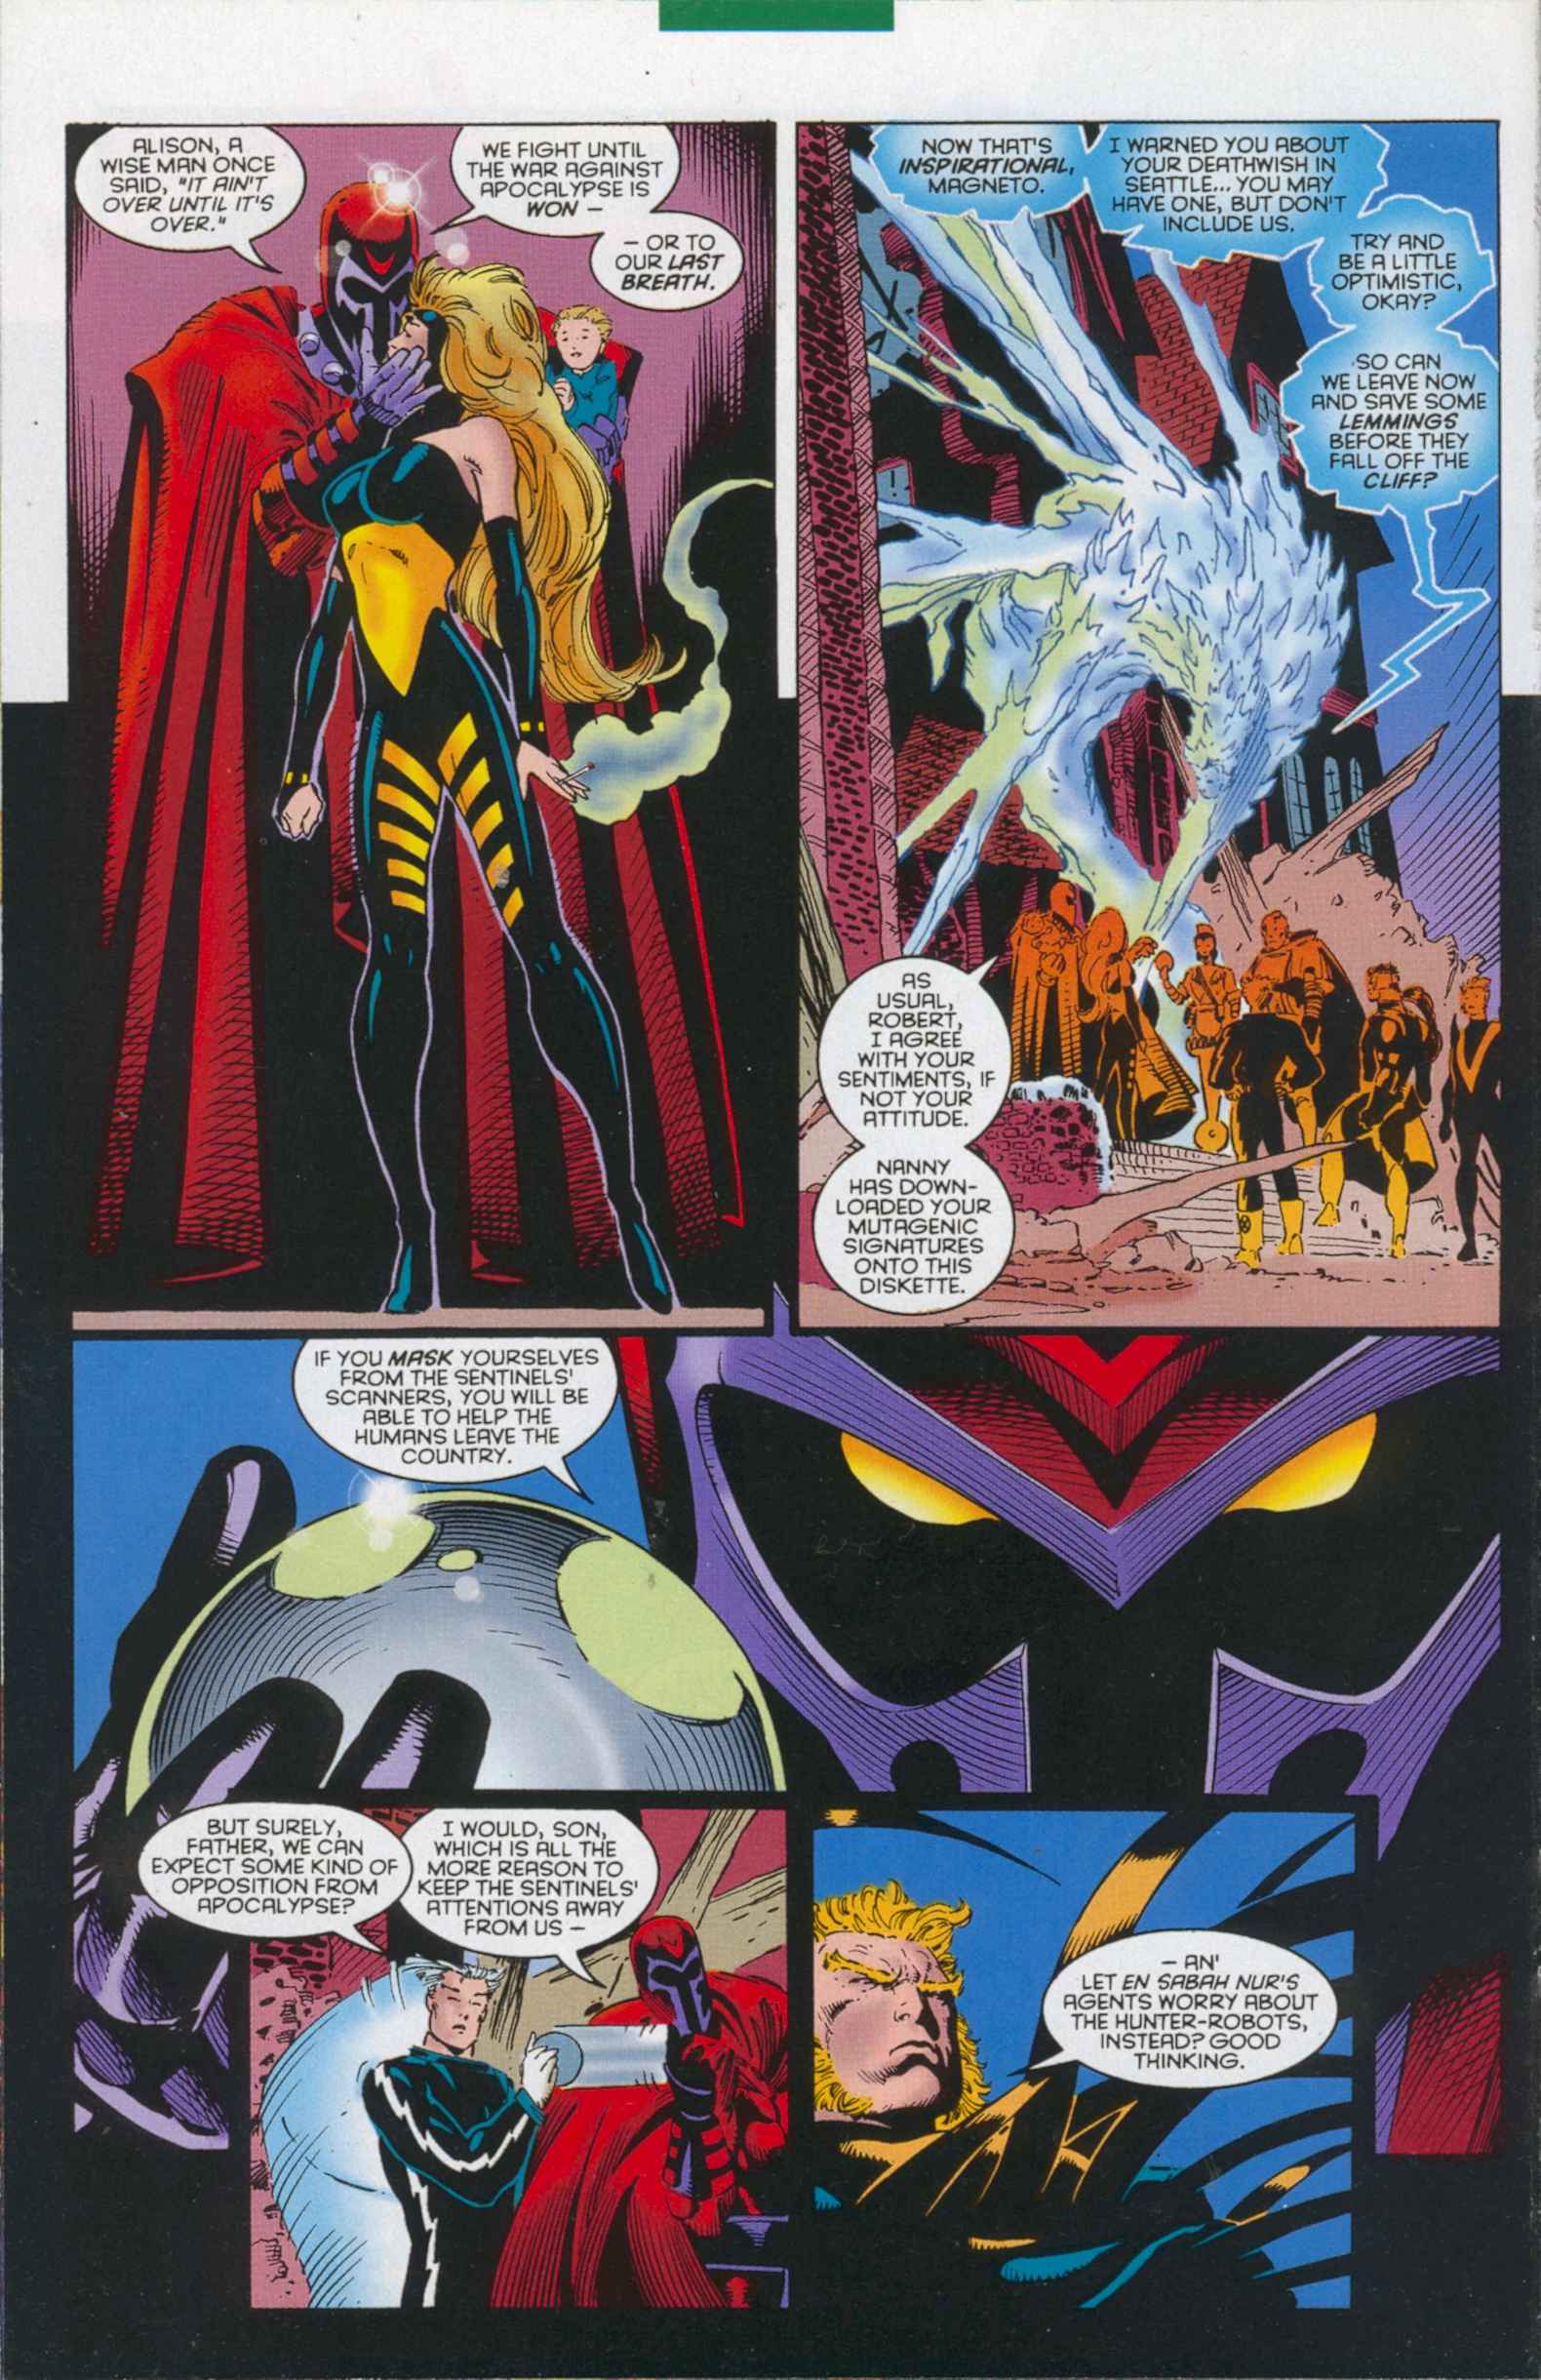 ALISON, A
WISE MAN ONCE
SAID, "IT AIN'T
OVER UNTIL IT'S
OVER."
WE FIGHT UNTIL
THE WAR AGAINST
APOCALYPSE IS
WON –
– OR TO
OUR LAST
BREATH.
NOW THAT'S
INSPIRATIONAL,
MAGNETO.
I WARNED YOU ABOUT
YOUR DEATHWISH IN
SEATTLE... YOU MAY
HAVE ONE, BUT DON'T
INCLUDE US.
TRY AND
BE A LITTLE
OPTIMISTIC,
OKAY?
SO CAN
WE LEAVE NOW
AND SAVE SOME
LEMMINGS
BEFORE THEY
FALL OFF THE
CLIFF?
AS
USUAL,
ROBERT,
I AGREE
WITH YOUR
SENTIMENTS, IF
NOT YOUR
ATTITUDE.
NANNY
HAS DOWN-
LOADED YOUR
MUTAGENIC
SIGNATURES
ONTO THIS
DISKETTE.
IF YOU MASK YOURSELVES
FROM THE SENTINELS'
SCANNERS, YOU WILL BE
ABLE TO HELP THE
HUMANS LEAVE THE
COUNTRY.
BUT SURELY,
FATHER, WE CAN
EXPECT SOME KIND OF
OPPOSITION FROM
APOCALYPSE?
I WOULD, SON,
WHICH IS ALL THE
MORE REASON TO
KEEP THE SENTINELS'
ATTENTIONS AWAY
FROM US –
– AN'
LET EN SABAH NUR'S
AGENTS WORRY ABOUT
THE HUNTER-ROBOTS,
INSTEAD? GOOD
THINKING.